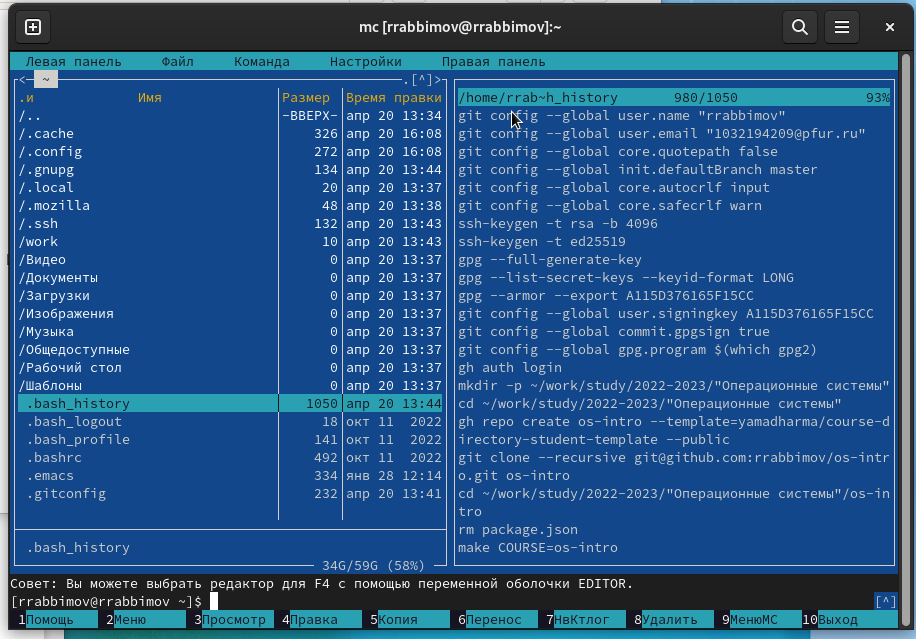 mc [rrabbimov@rrabbimov]:~
Левая панель Файл Команда Настройки Правая панель
<─ ~ .[^]>
.и Имя Размер Время правки
/.. -ВВЕРХ- апр 20 13:34
/.cache 326 апр 20 16:08
/.config 272 апр 20 16:08
/.gnupg 134 апр 20 13:44
/.local 20 апр 20 13:37
/.mozilla 48 апр 20 13:38
/.ssh 132 апр 20 13:43
/work 10 апр 20 13:43
/Видео 0 апр 20 13:37
/Документы 0 апр 20 13:37
/Загрузки 0 апр 20 13:37
/Изображения 0 апр 20 13:37
/Музыка 0 апр 20 13:37
/Общедоступные 0 апр 20 13:37
/Рабочий стол 0 апр 20 13:37
/Шаблоны 0 апр 20 13:37
.bash_history 1050 апр 20 13:44
.bash_logout 18 окт 11 2022
.bash_profile 141 окт 11 2022
.bashrc 492 окт 11 2022
.emacs 334 янв 28 12:14
.gitconfig 232 апр 20 13:41
.bash_history
34G/59G (58%)
/home/rrab~h_history 980/1050 93%
git config --global user.name "rrabbimov"
git config --global user.email "1032194209@pfur.ru"
git config --global core.quotepath false
git config --global init.defaultBranch master
git config --global core.autocrlf input
git config --global core.safecrlf warn
ssh-keygen -t rsa -b 4096
ssh-keygen -t ed25519
gpg --full-generate-key
gpg --list-secret-keys --keyid-format LONG
gpg --armor --export A115D376165F15CC
git config --global user.signingkey A115D376165F15CC
git config --global commit.gpgsign true
git config --global gpg.program $(which gpg2)
gh auth login
mkdir -p ~/work/study/2022-2023/"Операционные системы"
cd ~/work/study/2022-2023/"Операционные системы"
gh repo create os-intro --template=yamadharma/course-d
irectory-student-template --public
git clone --recursive git@github.com:rrabbimov/os-intr
o.git os-intro
cd ~/work/study/2022-2023/"Операционные системы"/os-in
tro
rm package.json
make COURSE=os-intro
Совет: Вы можете выбрать редактор для F4 с помощью переменной оболочки EDITOR.
[rrabbimov@rrabbimov ~]$ [^]
1Помощь 2Меню 3Просмотр 4Правка 5Копия 6Перенос 7НвКтлог 8Удалить 9МенюМС 10Выход